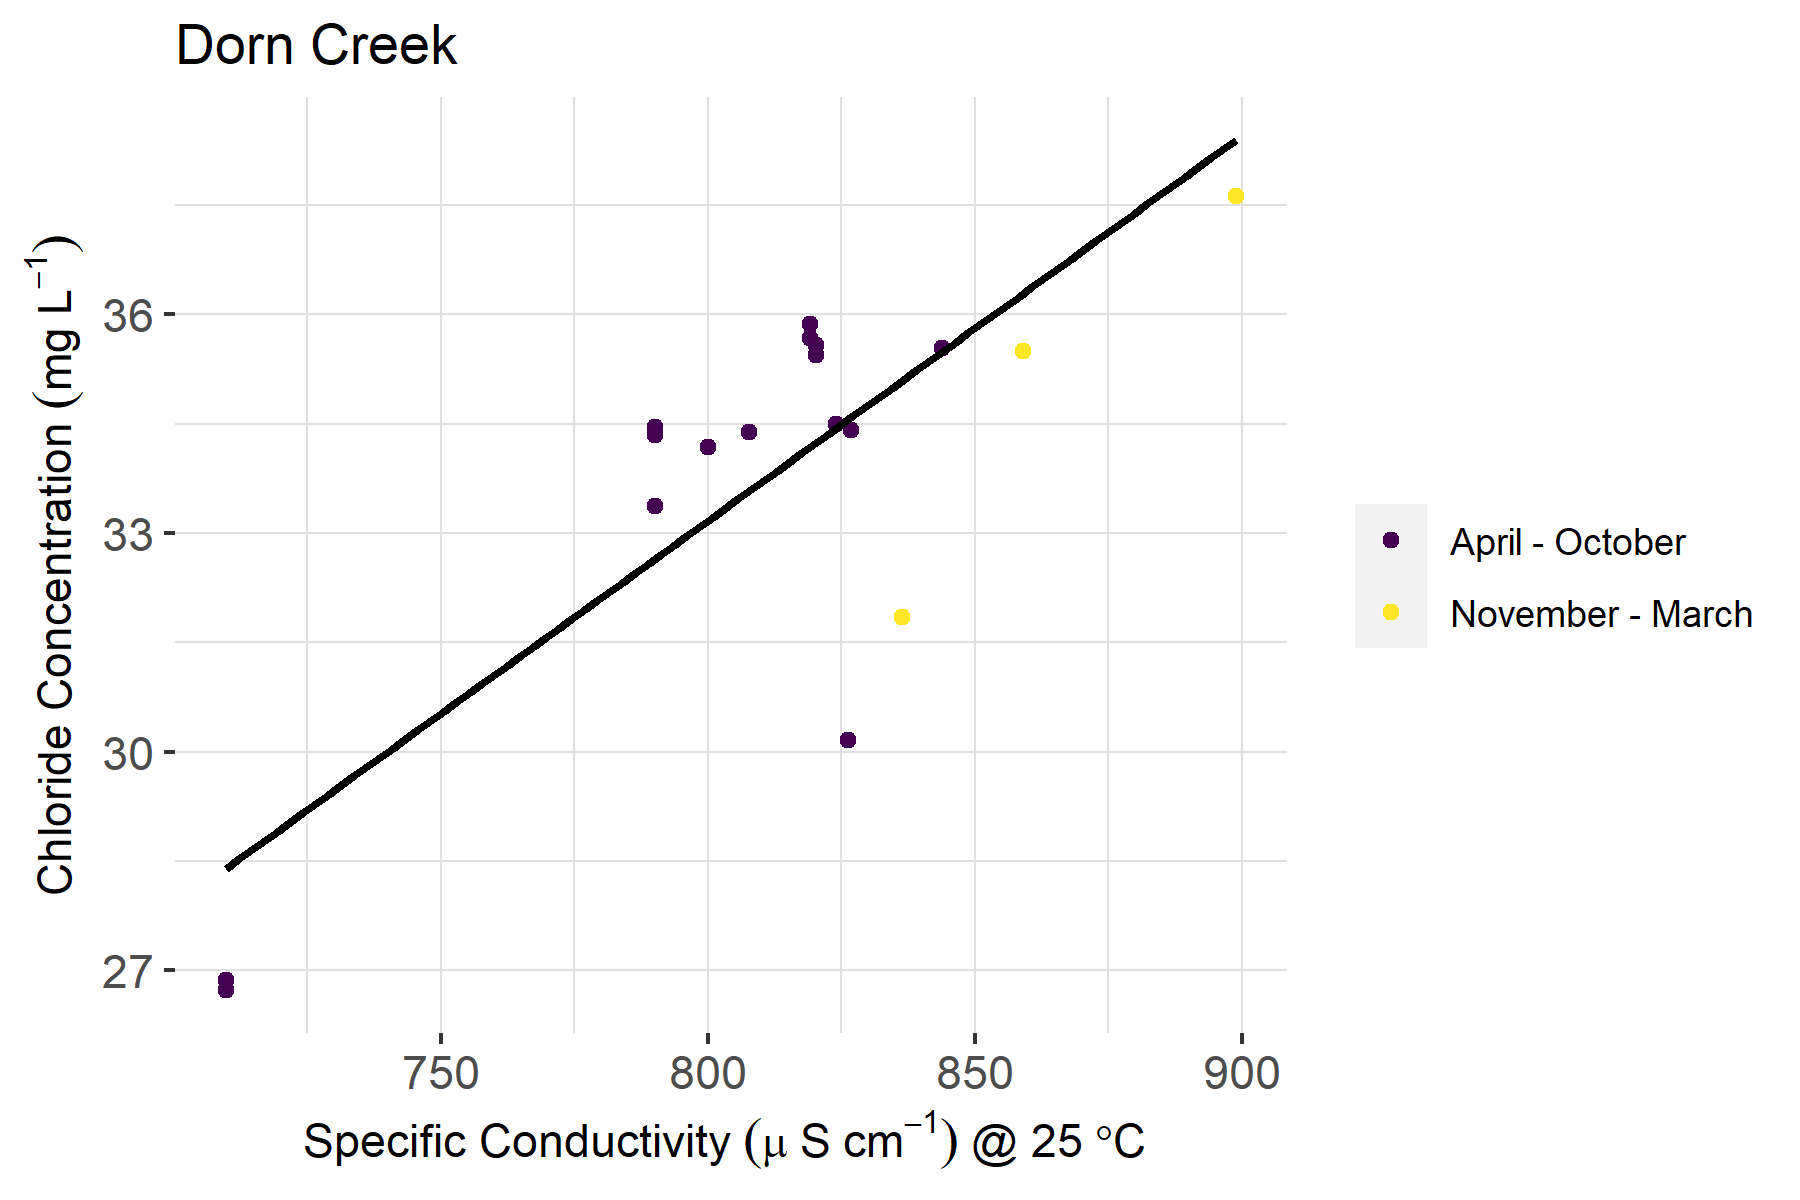 Dorn Creek
Chloride Concentration (mg L⁻¹)
36
33
30
27
750 800 850 900
Specific Conductivity (μ S cm⁻¹) @ 25 °C
April - October
November - March